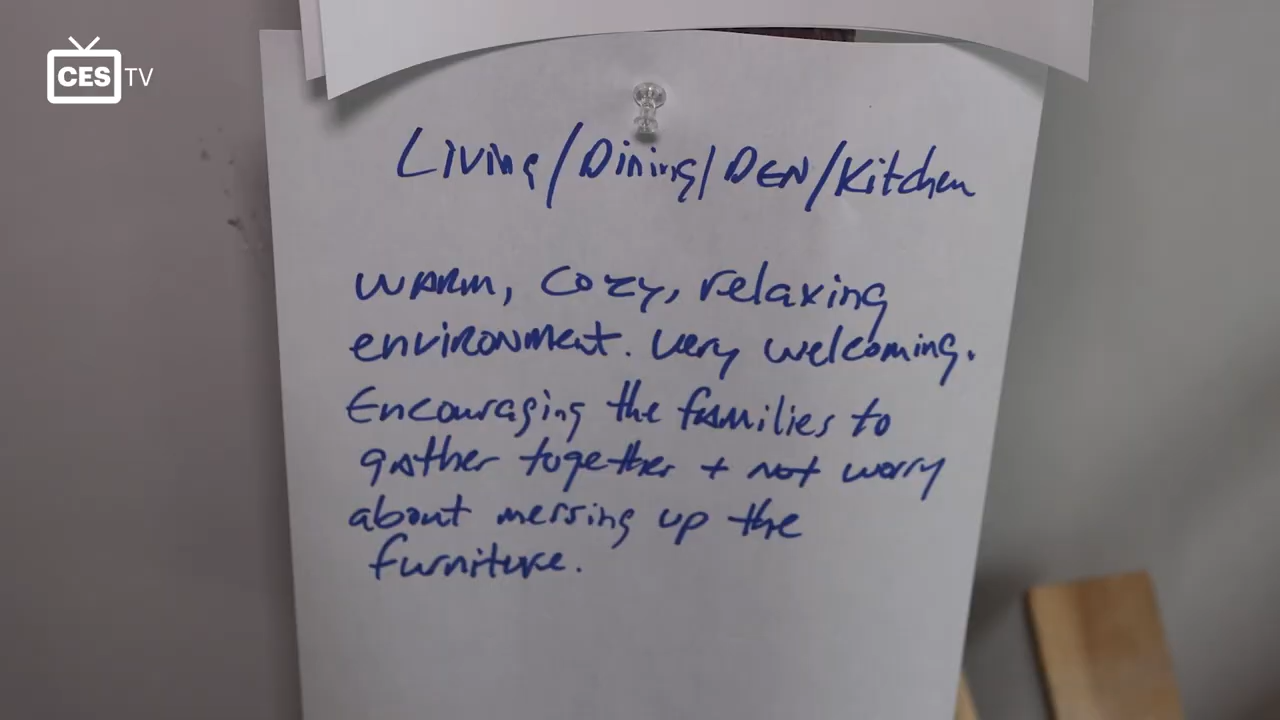 CES TV
Living/Dining/DEN/Kitchen
WARM, cozy, relaxing
environment. very welcoming.
Encouraging the families to
gather together + not worry
about messing up the
furniture.